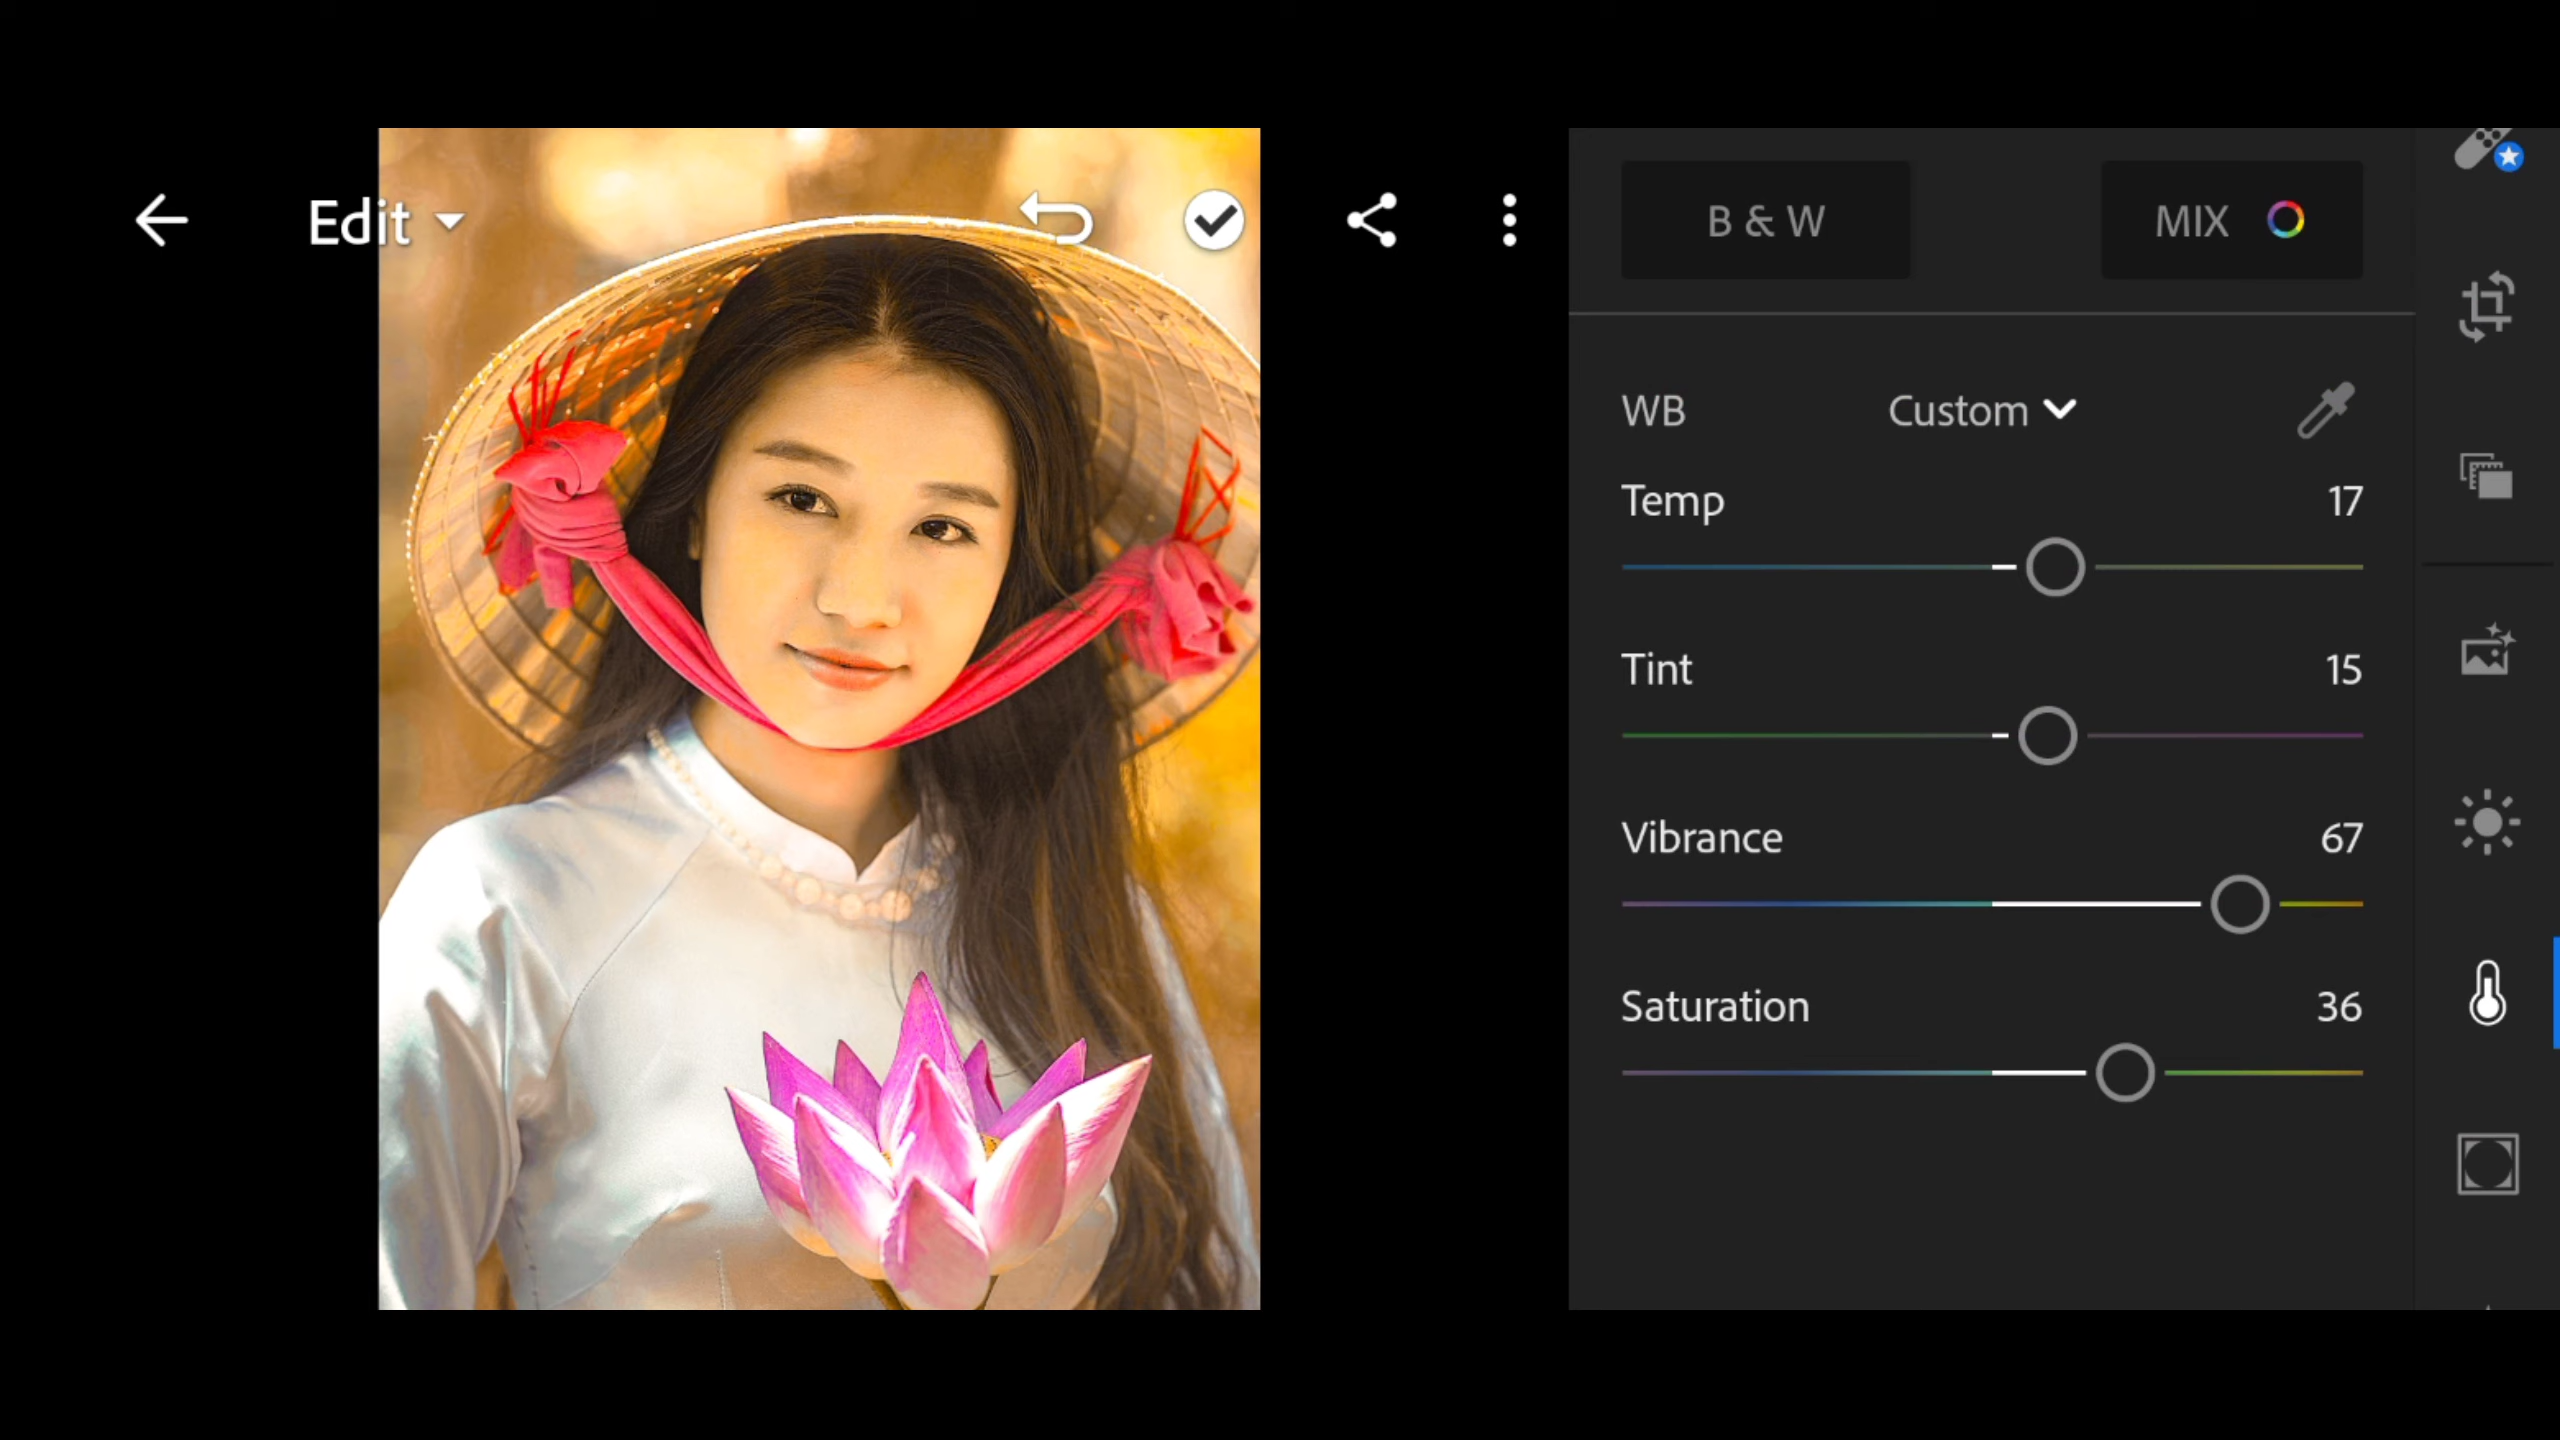 Edit
B & W
MIX
WB
Custom
Temp
17
Tint
15
Vibrance
67
Saturation
36